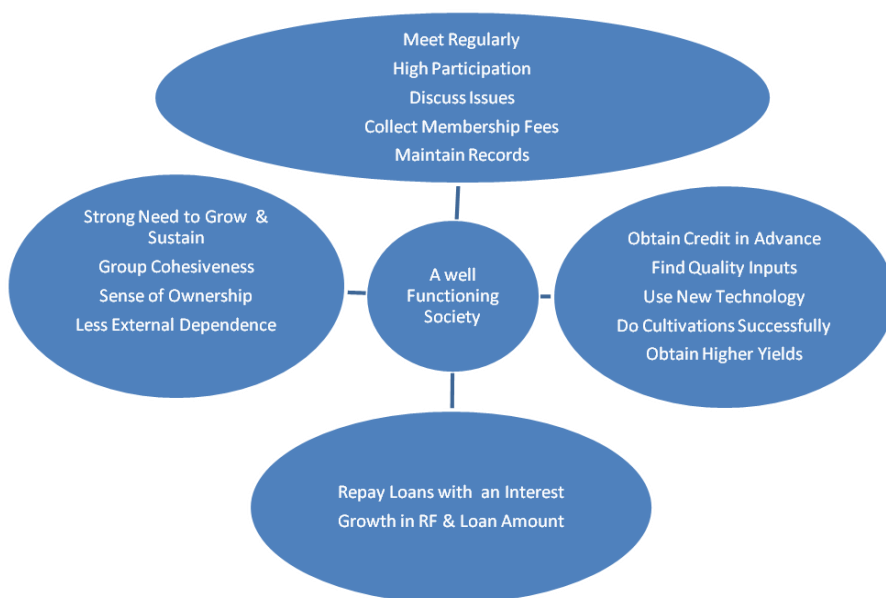 Meet Regularly
High Participation
Discuss Issues
Collect Membership Fees
Maintain Records
Strong Need to Grow &
Sustain
Group Cohesiveness
Sense of Ownership
Less External Dependence
A well
Functioning
Society
Obtain Credit in Advance
Find Quality Inputs
Use New Technology
Do Cultivations Successfully
Obtain Higher Yields
Repay Loans with an Interest
Growth in RF & Loan Amount